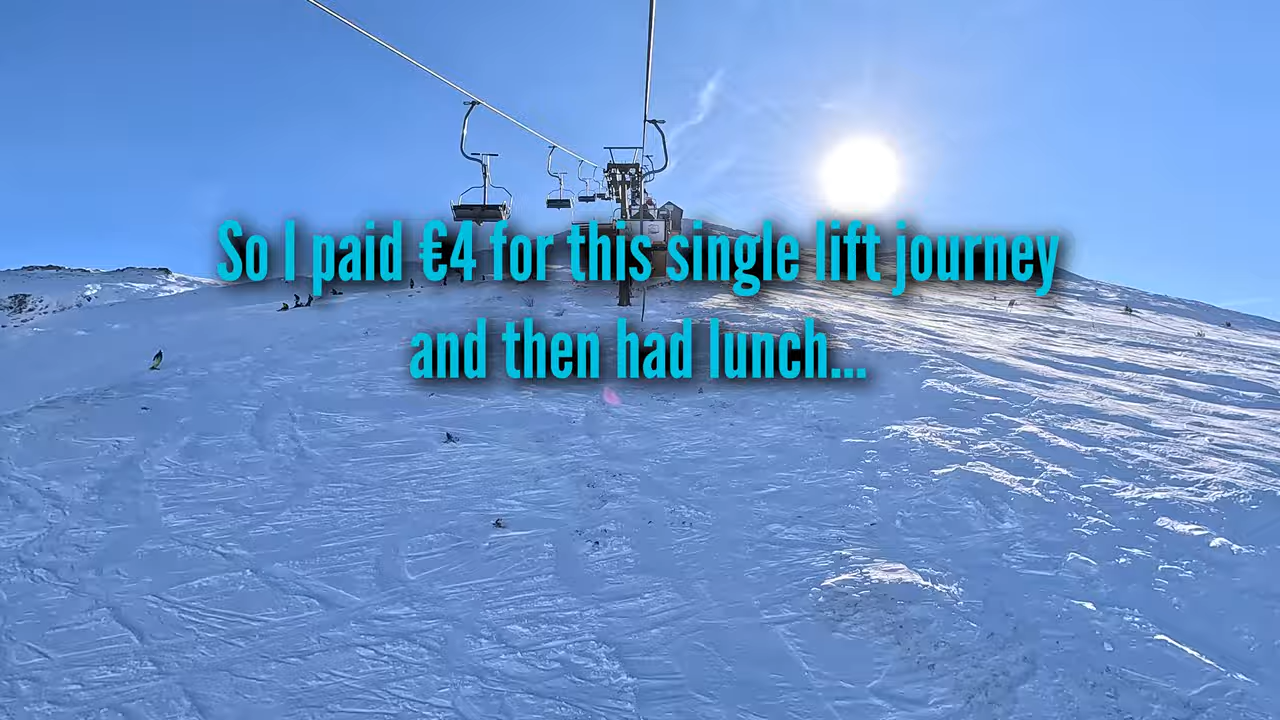 So I paid €4 for this single lift journey
and then had lunch...